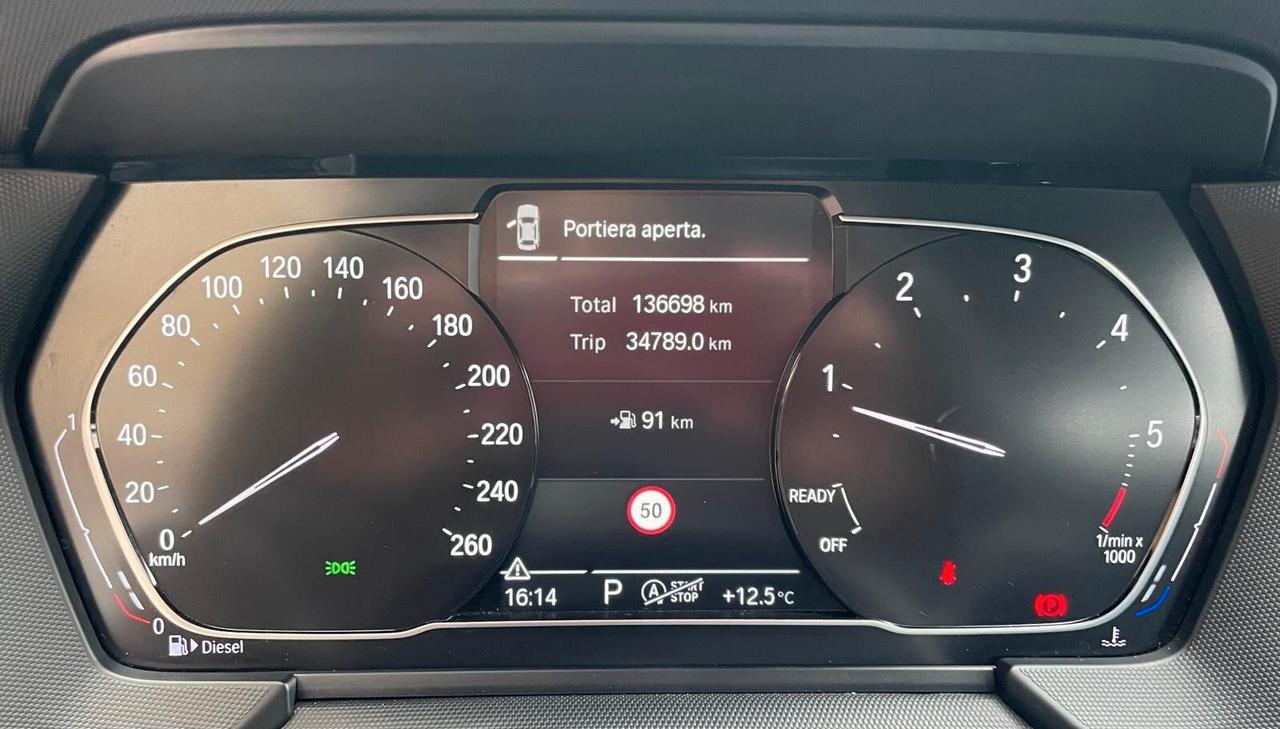 Portiera aperta.
Total 136698 km
Trip 34789.0 km
91 km
50
16:14 P A START STOP +12.5°C
0
20
40
60
80
100
120
140
160
180
200
220
240
260
km/h
1
0
Diesel
OFF
READY
1
2
3
4
5
1/min x
1000
P